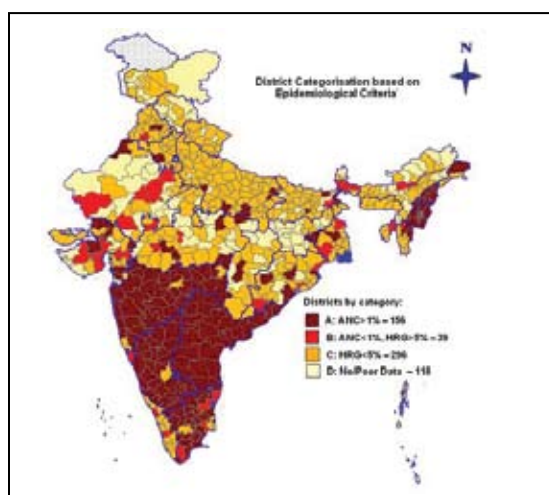 N
District Categorisation based on
Epidemiological Criteria
Districts by category:
A: ANC>1% = 156
B: ANC<1%, HRG>5% = 39
C: HRG<5% = 296
D: No/Poor Data - 118